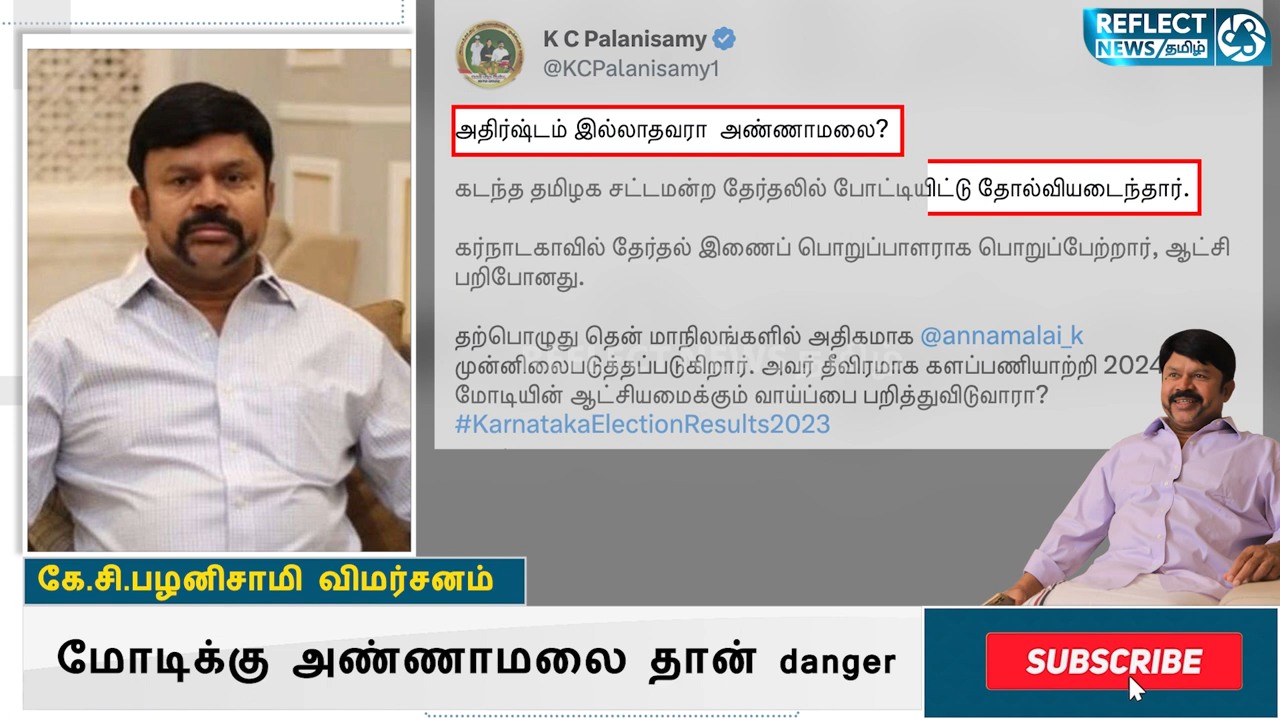 REFLECT
NEWS/தமிழ்
K C Palanisamy
@KCPalanisamy1
அதிர்ஷ்டம் இல்லாதவரா அண்ணாமலை?
கடந்த தமிழக சட்டமன்ற தேர்தலில் போட்டியிட்டு தோல்வியடைந்தார்.
கர்நாடகாவில் தேர்தல் இணைப் பொறுப்பாளராக பொறுப்பேற்றார், ஆட்சி
பறிபோனது.
தற்பொழுது தென் மாநிலங்களில் அதிகமாக @annamalai_k
முன்னிலைபடுத்தப்படுகிறார். அவர் தீவிரமாக களப்பணியாற்றி 2024
மோடியின் ஆட்சியமைக்கும் வாய்ப்பை பறித்துவிடுவாரா?
#KarnatakaElectionResults2023
கே.சி.பழனிசாமி விமர்சனம்
மோடிக்கு அண்ணாமலை தான் danger
SUBSCRIBE